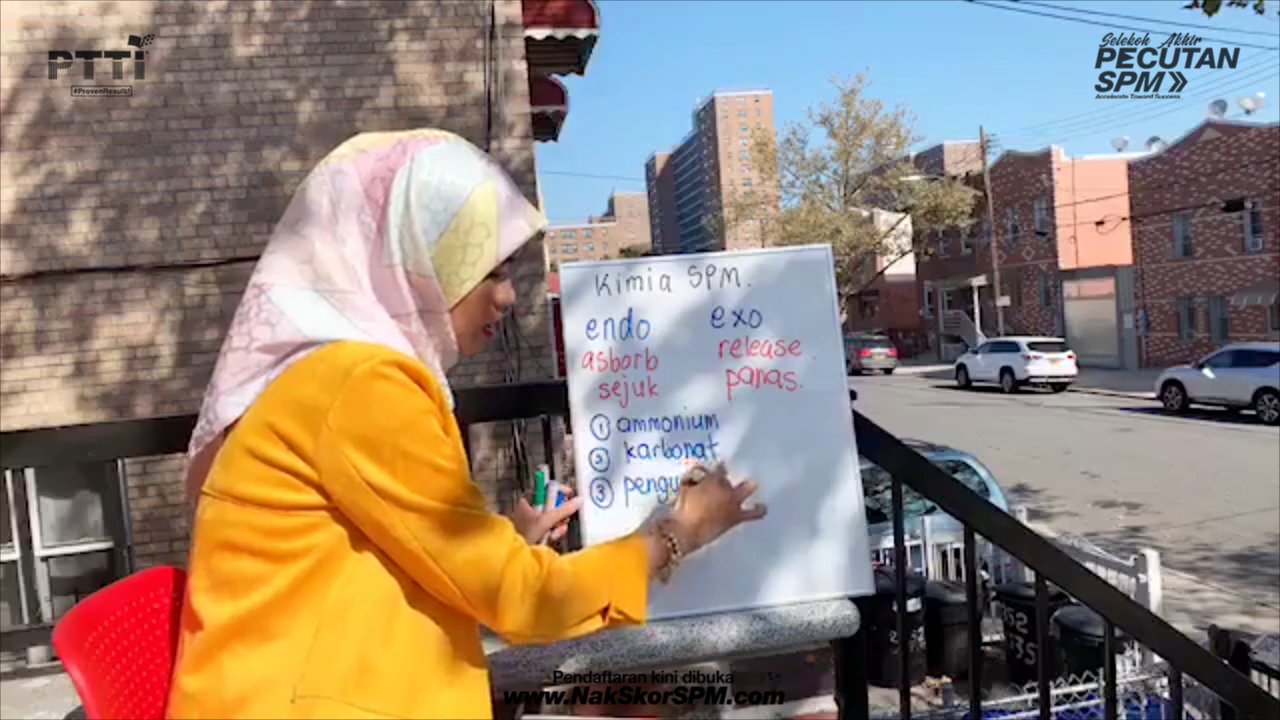 PTTI
#ProvenResult!
Selekoh Akhir
PECUTAN
SPM
Accelerate Toward Success
Kimia SPM.
endo exo
asborb release
sejuk panas.
① ammonium
② karbonat
③ pengu
Pendaftaran kini dibuka
www.NakSkorSPM.com